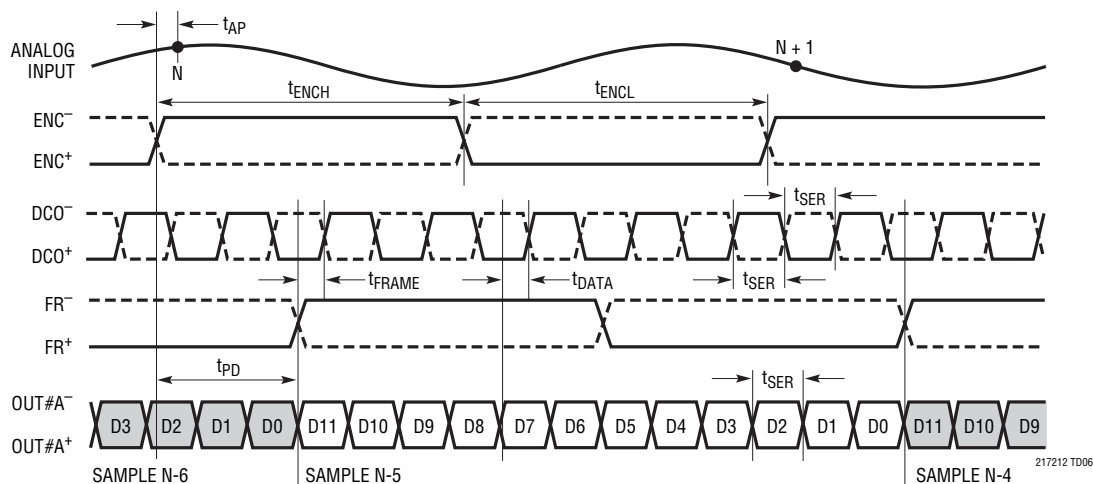 tAP
ANALOG
INPUT
N
N + 1
tENCH
tENCL
ENC–
ENC+
DCO–
DCO+
tSER
tFRAME
tDATA
tSER
FR–
FR+
tPD
tSER
OUT#A–
OUT#A+
D3 D2 D1 D0 D11 D10 D9 D8 D7 D6 D5 D4 D3 D2 D1 D0 D11 D10 D9
SAMPLE N-6
SAMPLE N-5
SAMPLE N-4
217212 TD06